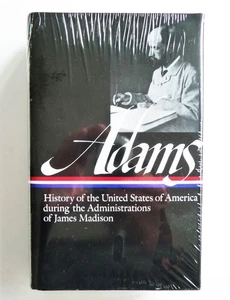 Adams
History of the United States of America
during the Administrations
of James Madison